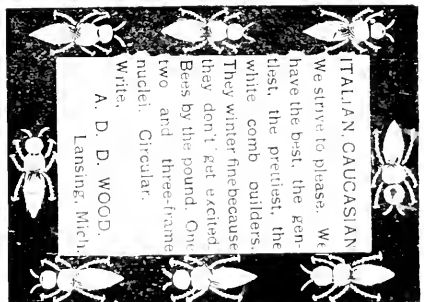 ITALIAN, CAUCASIAN
We strive to please. We
have the best, the gen-
tlest, the prettiest, the
white comb builders.
They winter fine because
they don't get excited.
Bees by the pound. One
two and three-frame
nuclei. Circular.
Write,
A. D. D. WOOD.
Lansing, Mich.